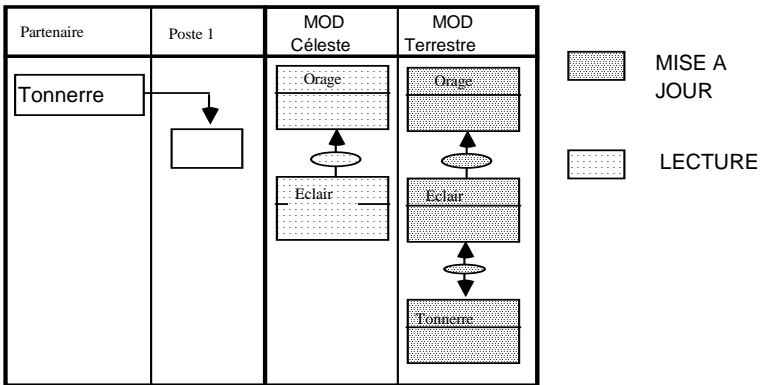 Partenaire
Poste 1
MOD
Céleste
MOD
Terrestre
Tonnerre
Orage
Eclair
Orage
Eclair
Tonnerre
MISE A
JOUR
LECTURE